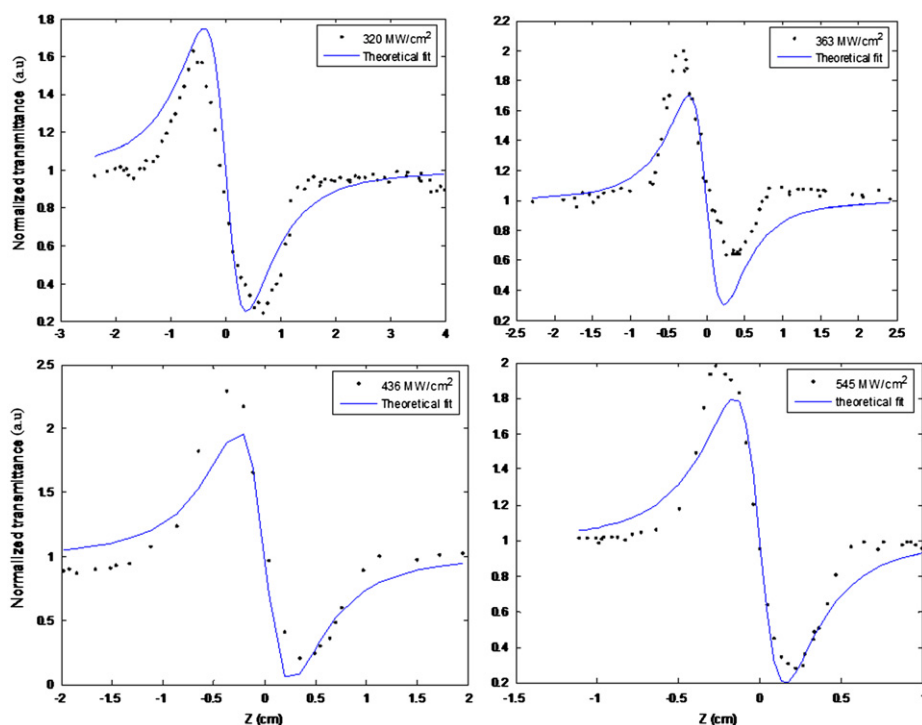 1.8
1.6
1.4
1.2
1
0.8
0.6
0.4
0.2
-3 -2 -1 0 1 2 3 4
Normalized transmittance (a.u)
320 MW/cm²
Theoretical fit
2.2
2
1.8
1.6
1.4
1.2
1
0.8
0.6
0.4
0.2
-2.5 -2 -1.5 -1 -0.5 0 0.5 1 1.5 2 2.5
363 MW/cm²
Theoretical fit
2.5
2
1.5
1
0.5
0
-2 -1.5 -1 -0.5 0 0.5 1 1.5 2
Normalized transmittance (a.u)
Z (cm)
436 MW/cm²
Theoretical fit
2
1.8
1.6
1.4
1.2
1
0.8
0.6
0.4
0.2
-1.5 -1 -0.5 0 0.5 1
Z (cm)
545 MW/cm²
theoretical fit